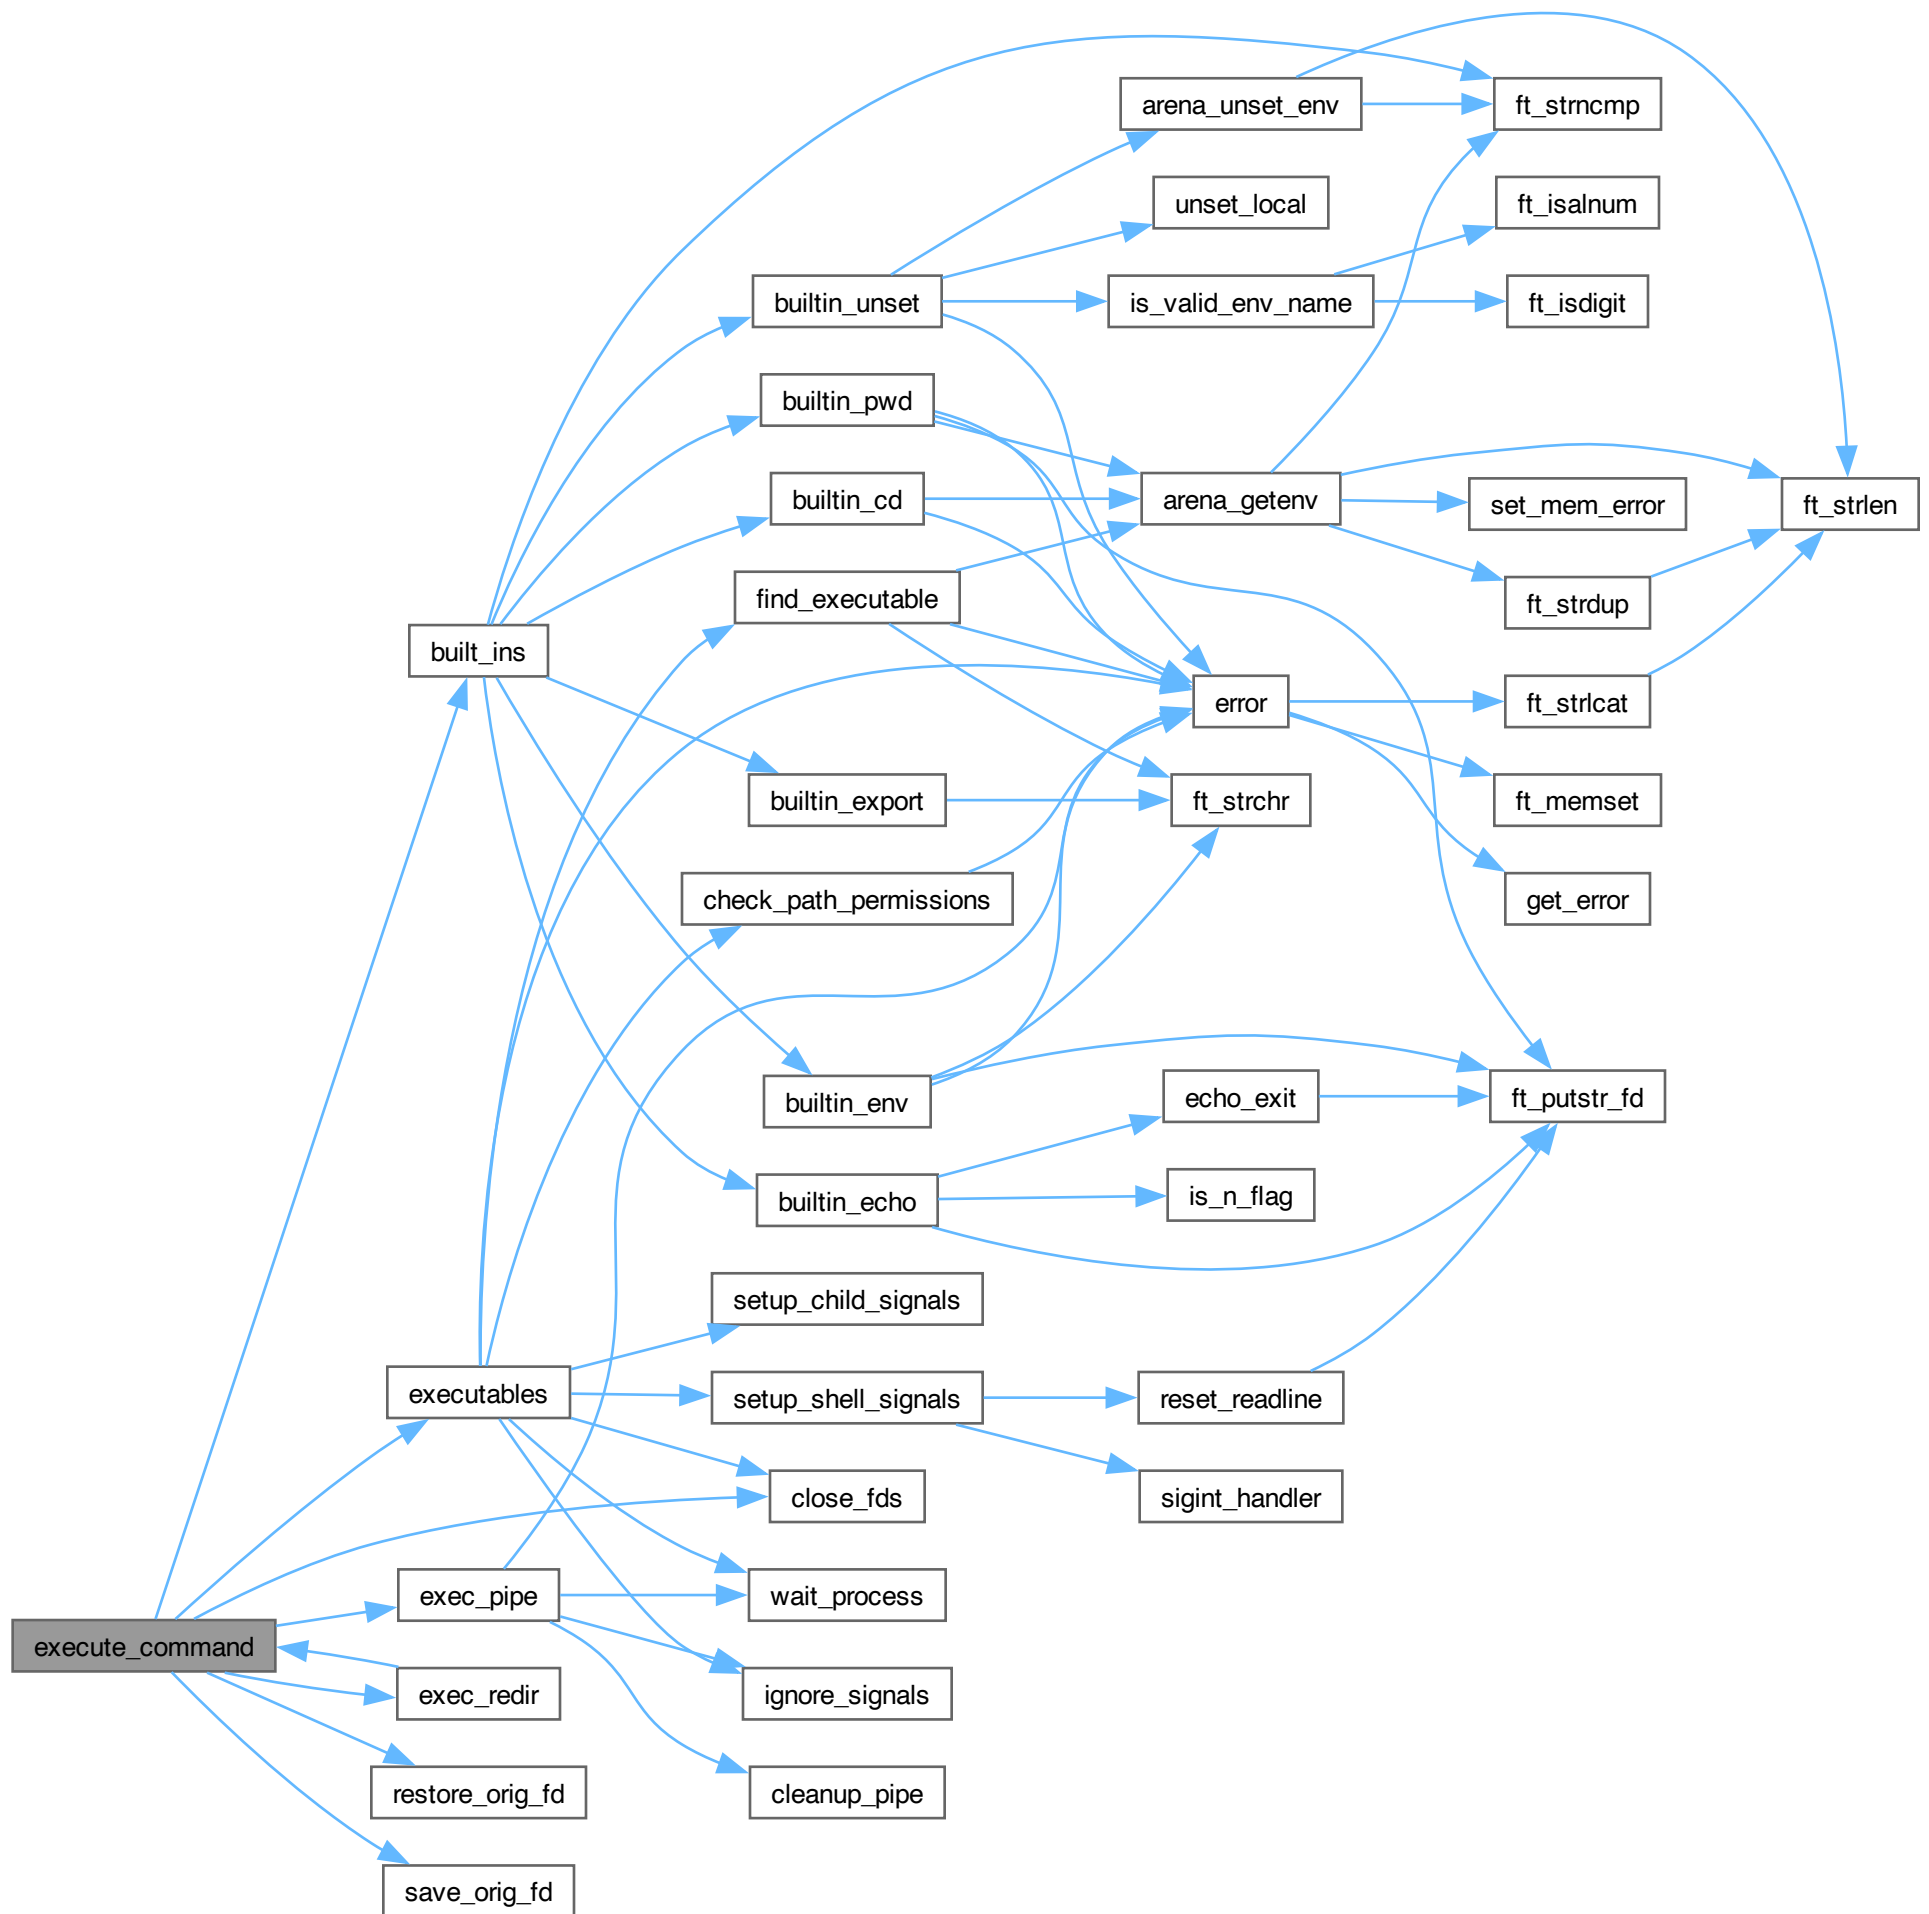 arena_unset_env
ft_strncmp
unset_local
ft_isalnum
builtin_unset
is_valid_env_name
ft_isdigit
builtin_pwd
builtin_cd
arena_getenv
set_mem_error
ft_strlen
find_executable
ft_strdup
built_ins
error
ft_strlcat
builtin_export
ft_strchr
ft_memset
check_path_permissions
get_error
builtin_env
echo_exit
ft_putstr_fd
builtin_echo
is_n_flag
setup_child_signals
executables
setup_shell_signals
reset_readline
close_fds
sigint_handler
exec_pipe
wait_process
execute_command
exec_redir
ignore_signals
restore_orig_fd
cleanup_pipe
save_orig_fd